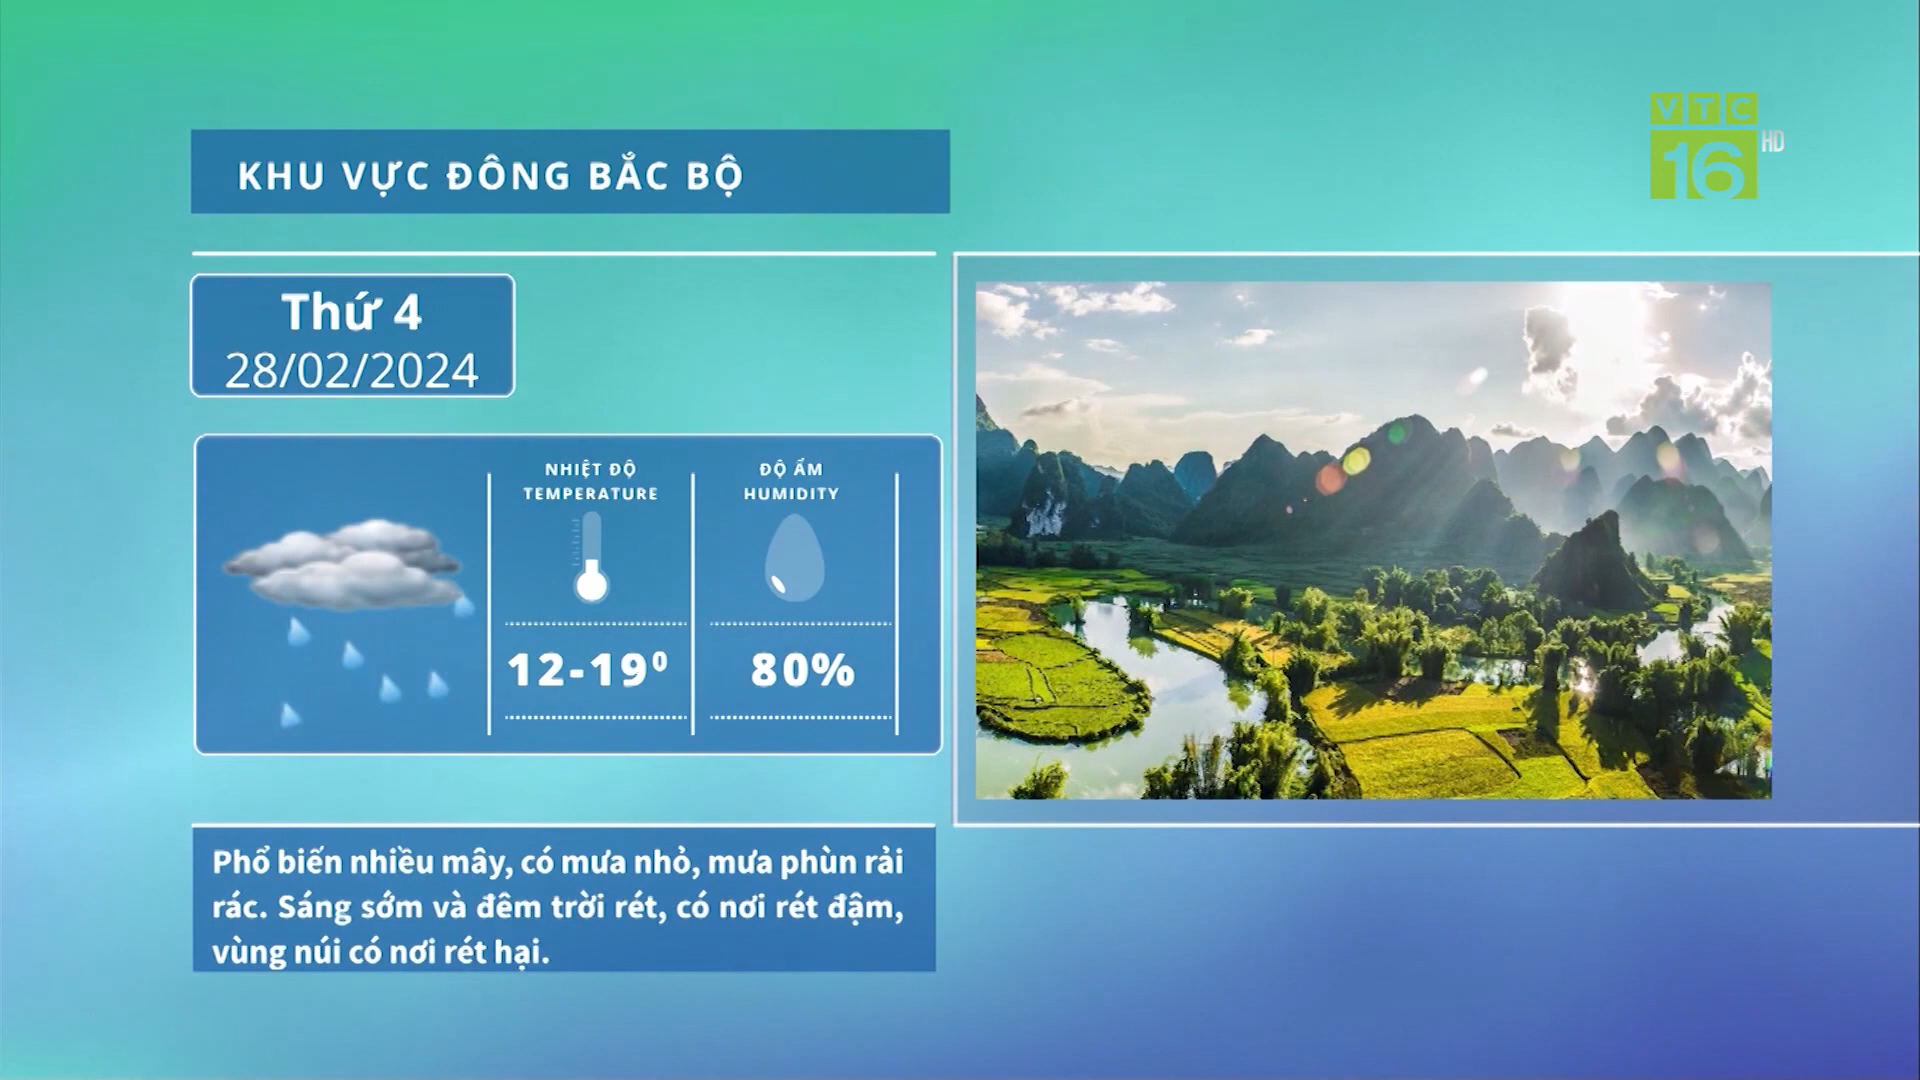 VTC
16 HD
KHU VỰC ĐÔNG BẮC BỘ
Thứ 4
28/02/2024
NHIỆT ĐỘ
TEMPERATURE
12-19⁰
ĐỘ ẨM
HUMIDITY
80%
Phổ biến nhiều mây, có mưa nhỏ, mưa phùn rải
rác. Sáng sớm và đêm trời rét, có nơi rét đậm,
vùng núi có nơi rét hại.